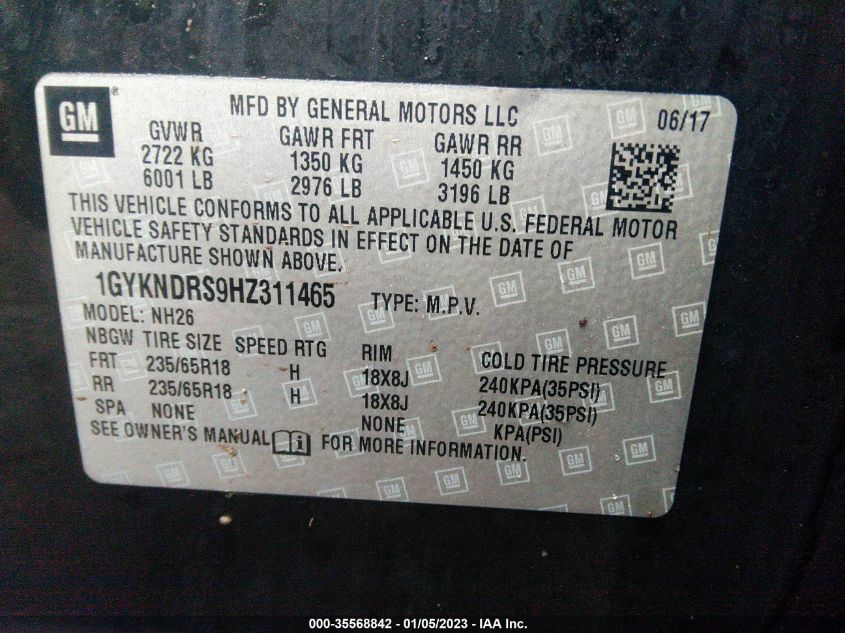 GM
MFD BY GENERAL MOTORS LLC 06/17
GVWR GAWR FRT GAWR RR
2722 KG 1350 KG 1450 KG
6001 LB 2976 LB 3196 LB
THIS VEHICLE CONFORMS TO ALL APPLICABLE U.S. FEDERAL MOTOR
VEHICLE SAFETY STANDARDS IN EFFECT ON THE DATE OF
MANUFACTURE SHOWN ABOVE.
1GYKNDRS9HZ311465 TYPE: M.P.V.
MODEL: NH26
NBGW TIRE SIZE SPEED RTG RIM COLD TIRE PRESSURE
FRT 235/65R18 H 18X8J 240KPA(35PSI)
RR 235/65R18 H 18X8J 240KPA(35PSI)
SPA NONE NONE KPA(PSI)
SEE OWNER'S MANUAL FOR MORE INFORMATION.
000-35568842 — 01/05/2023 — IAA Inc.